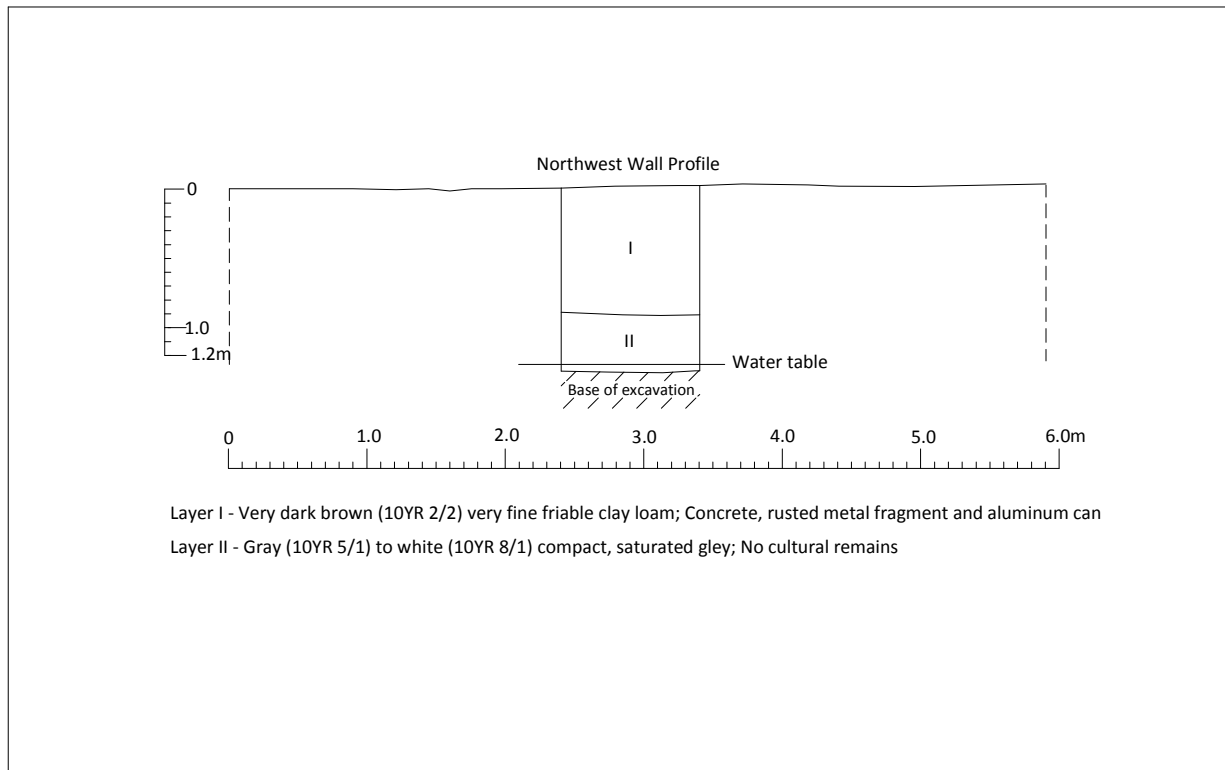 Northwest Wall Profile
0
I
1.0
II
1.2m
Water table
Base of excavation
0 1.0 2.0 3.0 4.0 5.0 6.0m
Layer I - Very dark brown (10YR 2/2) very fine friable clay loam; Concrete, rusted metal fragment and aluminum can
Layer II - Gray (10YR 5/1) to white (10YR 8/1) compact, saturated gley; No cultural remains